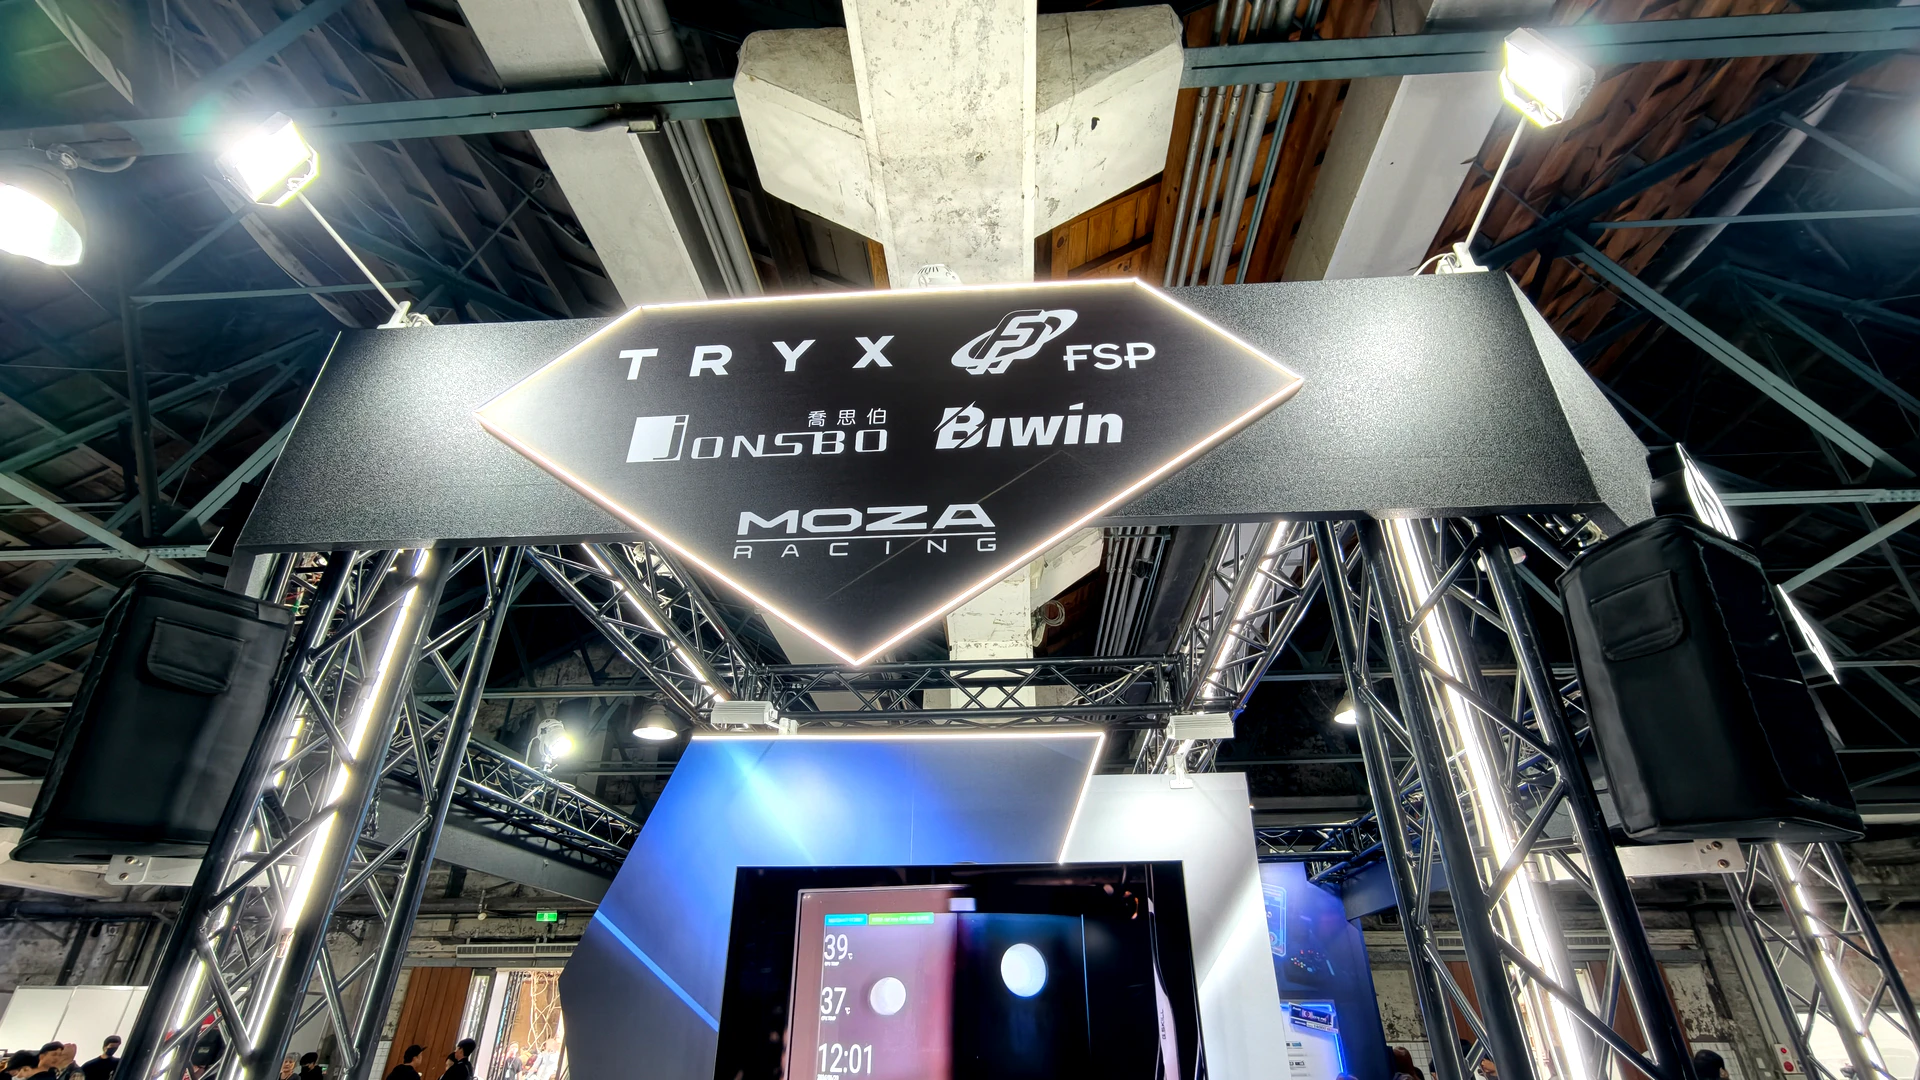 TRYX
FSP
喬思伯
JONSBO
BIWIN
MOZA
RACING
39
37
12:01